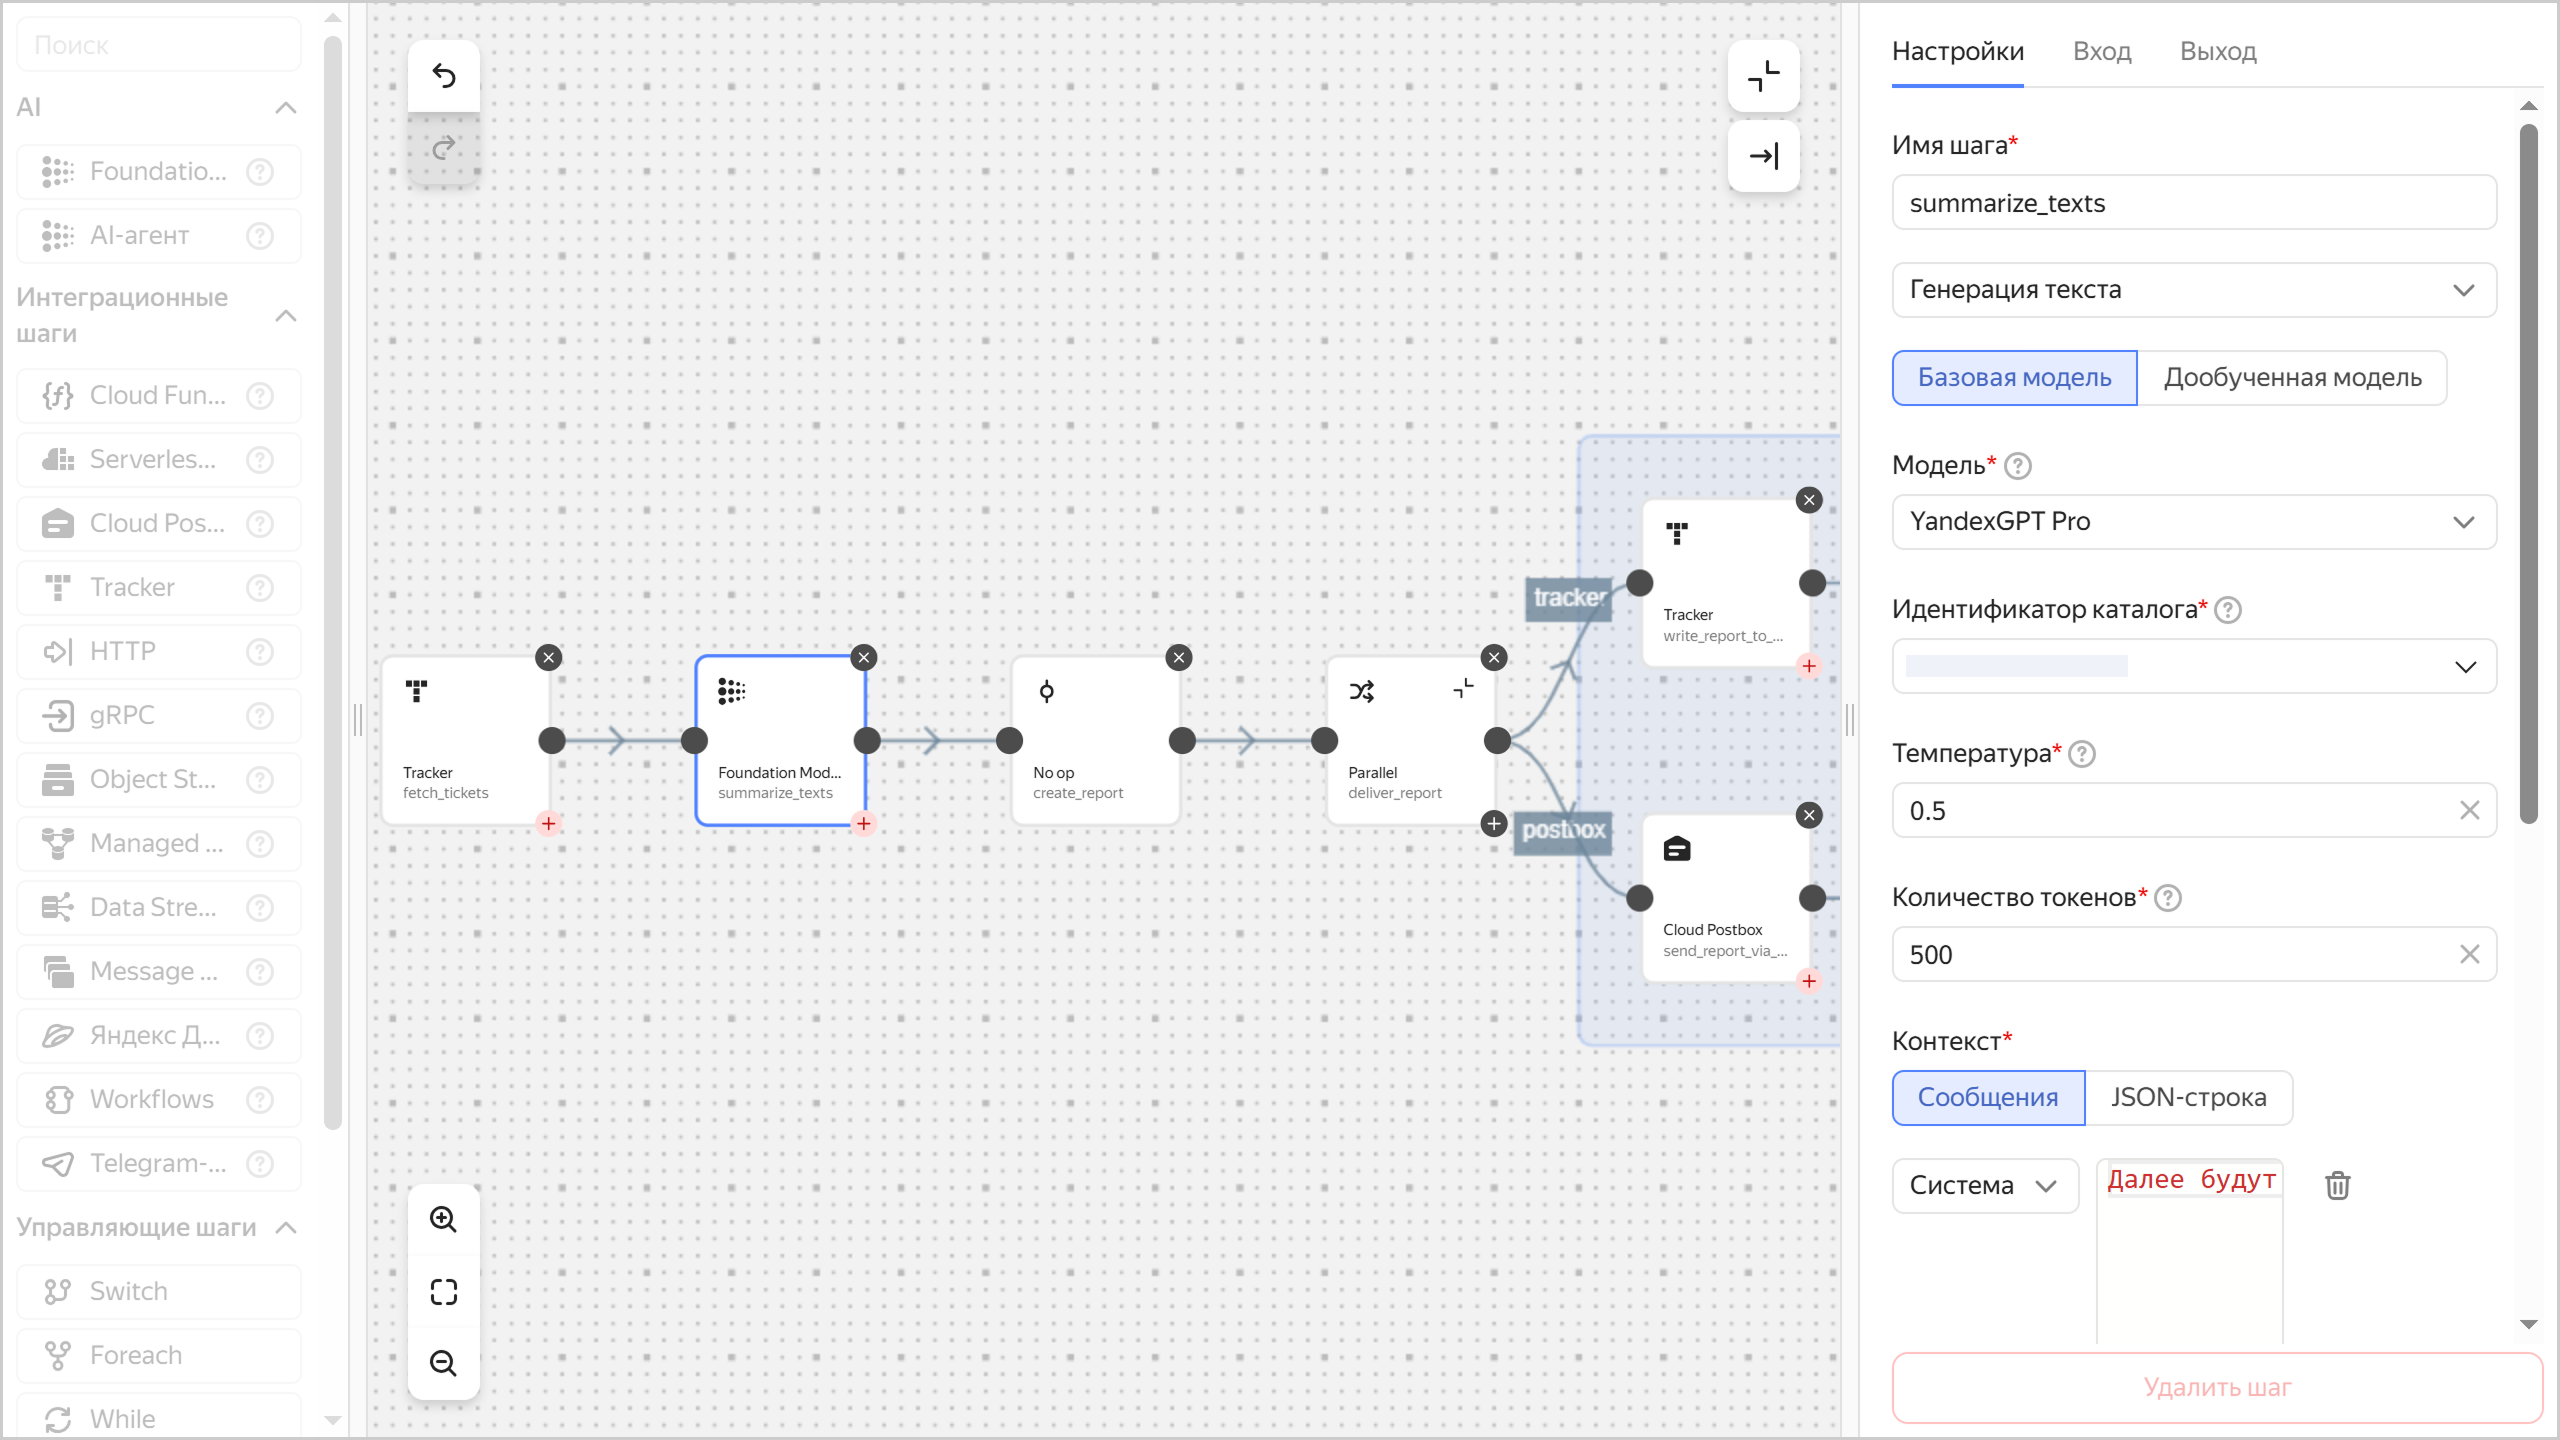 Поиск
AI
Foundatio...
AI-агент
Интеграционные
шаги
Cloud Fun...
Serverles...
Cloud Pos...
Tracker
HTTP
gRPC
Object St...
Managed ...
Data Stre...
Message ...
Яндекс Д...
Workflows
Telegram-...
Управляющие шаги
Switch
Foreach
While
Tracker
fetch_tickets
Foundation Mod...
summarize_texts
No op
create_report
Parallel
deliver_report
tracker
postbox
Tracker
write_report_to_...
Cloud Postbox
send_report_via_...
Настройки
Вход
Выход
Имя шага*
summarize_texts
Генерация текста
Базовая модель
Дообученная модель
Модель*
YandexGPT Pro
Идентификатор каталога*
Температура*
0.5
Количество токенов*
500
Контекст*
Сообщения
JSON-строка
Система
Далее будут
Удалить шаг